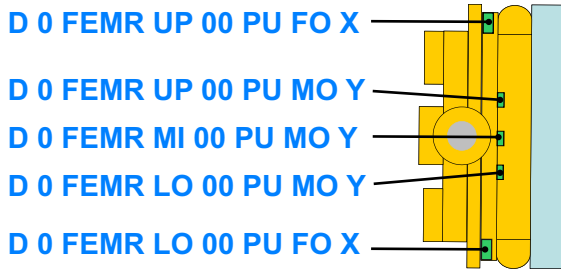 D 0 FEMR UP 00 PU FO X
D 0 FEMR UP 00 PU MO Y
D 0 FEMR MI 00 PU MO Y
D 0 FEMR LO 00 PU MO Y
D 0 FEMR LO 00 PU FO X